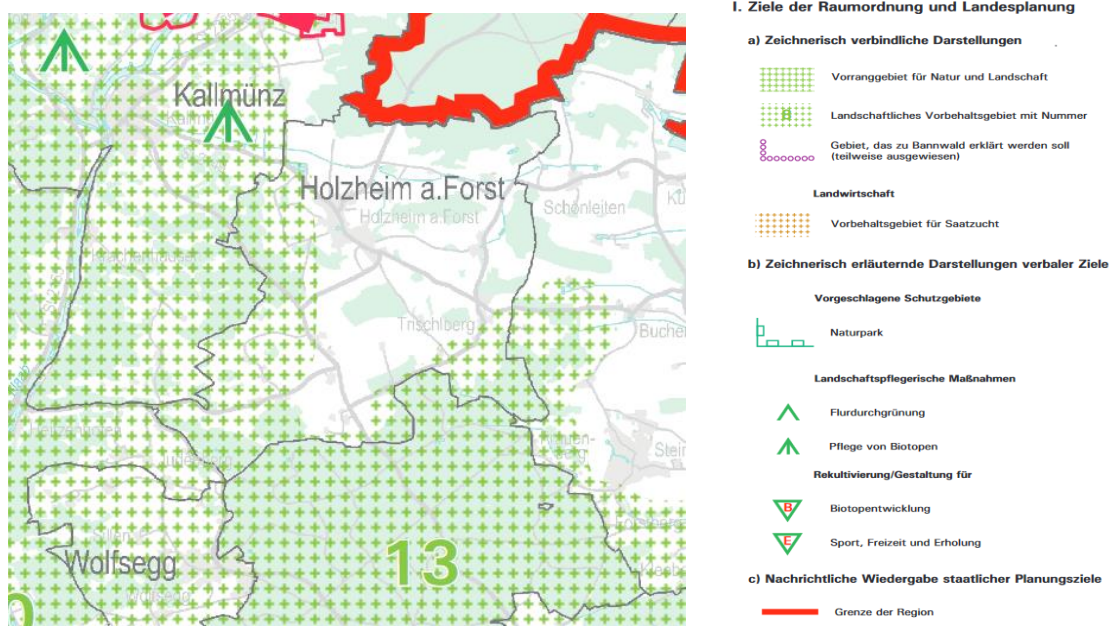 Kallmünz
Holzheim a.Forst
Holzheim a.Forst
Schönleiten
Trischlberg
Buche
Wolfsegg
Wolfsegg
13
I. Ziele der Raumordnung und Landesplanung
a) Zeichnerisch verbindliche Darstellungen
Vorranggebiet für Natur und Landschaft
8
Landschaftliches Vorbehaltsgebiet mit Nummer
Gebiet, das zu Bannwald erklärt werden soll
(teilweise ausgewiesen)
Landwirtschaft
Vorbehaltsgebiet für Saatzucht
b) Zeichnerisch erläuternde Darstellungen verbaler Ziele
Vorgeschlagene Schutzgebiete
Naturpark
Landschaftspflegerische Maßnahmen
Flurdurchgrünung
Pflege von Biotopen
Rekultivierung/Gestaltung für
B
Biotopentwicklung
E
Sport, Freizeit und Erholung
c) Nachrichtliche Wiedergabe staatlicher Planungsziele
Grenze der Region